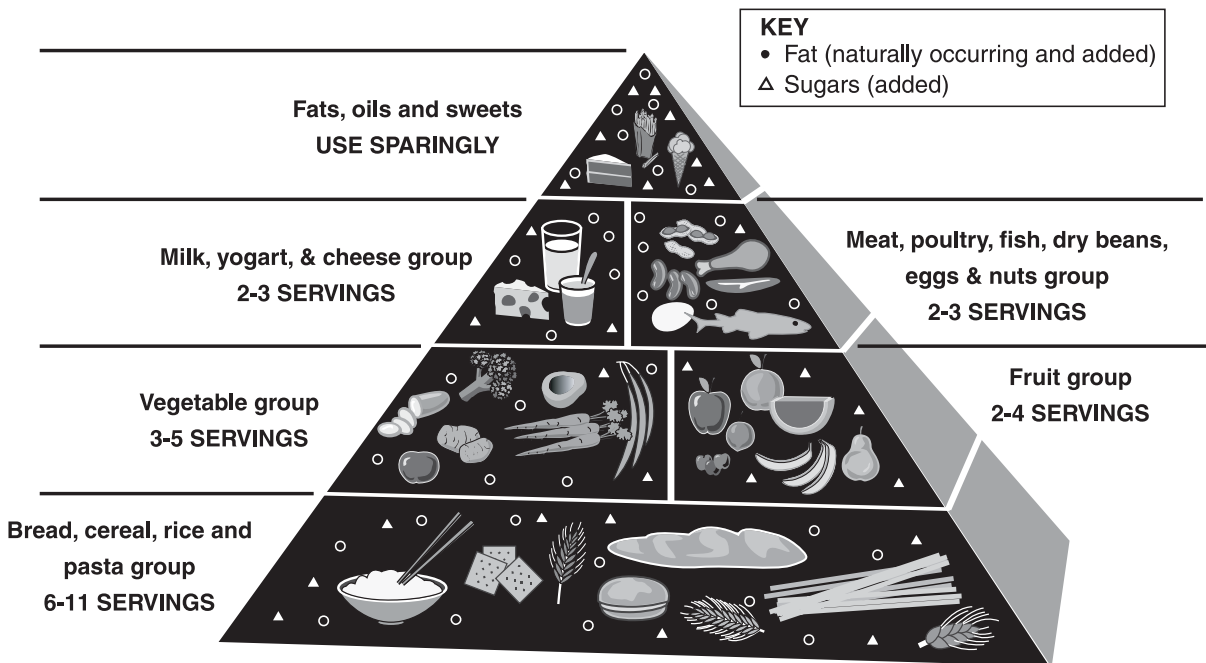 KEY
• Fat (naturally occurring and added)
△ Sugars (added)
Fats, oils and sweets
USE SPARINGLY
Milk, yogart, & cheese group
2-3 SERVINGS
Meat, poultry, fish, dry beans,
eggs & nuts group
2-3 SERVINGS
Vegetable group
3-5 SERVINGS
Fruit group
2-4 SERVINGS
Bread, cereal, rice and
pasta group
6-11 SERVINGS